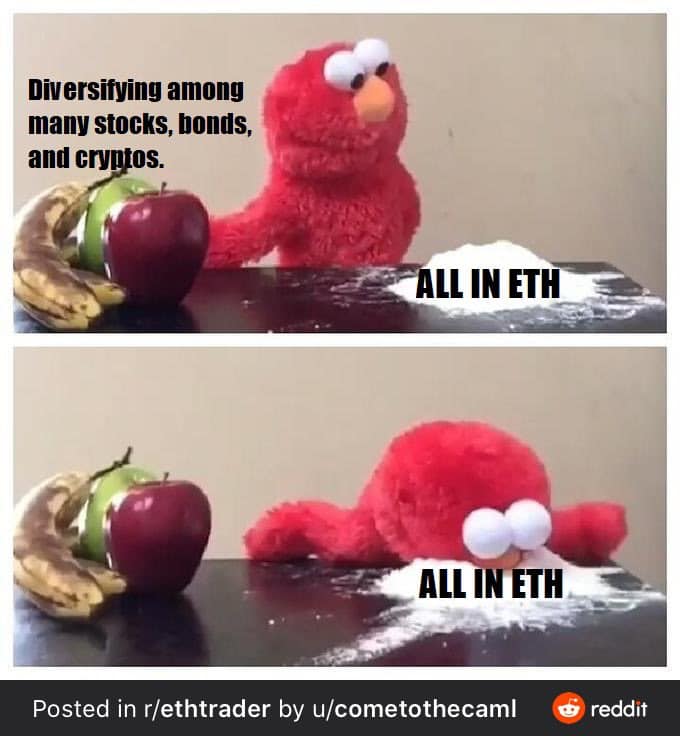 Diversifying among
many stocks, bonds,
and cryptos.
ALL IN ETH
ALL IN ETH
Posted in r/ethtrader by u/cometothecaml reddit